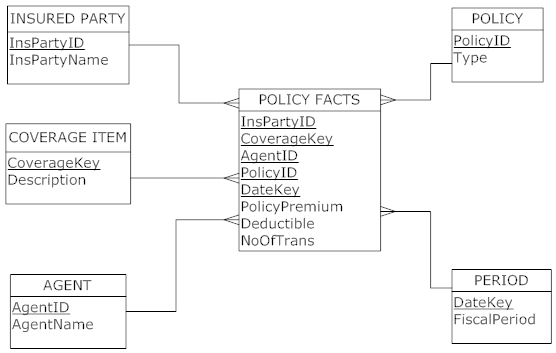 INSURED PARTY
InsPartyID
InsPartyName
POLICY
PolicyID
Type
POLICY FACTS
InsPartyID
CoverageKey
AgentID
PolicyID
DateKey
PolicyPremium
Deductible
NoOfTrans
COVERAGE ITEM
CoverageKey
Description
AGENT
AgentID
AgentName
PERIOD
DateKey
FiscalPeriod